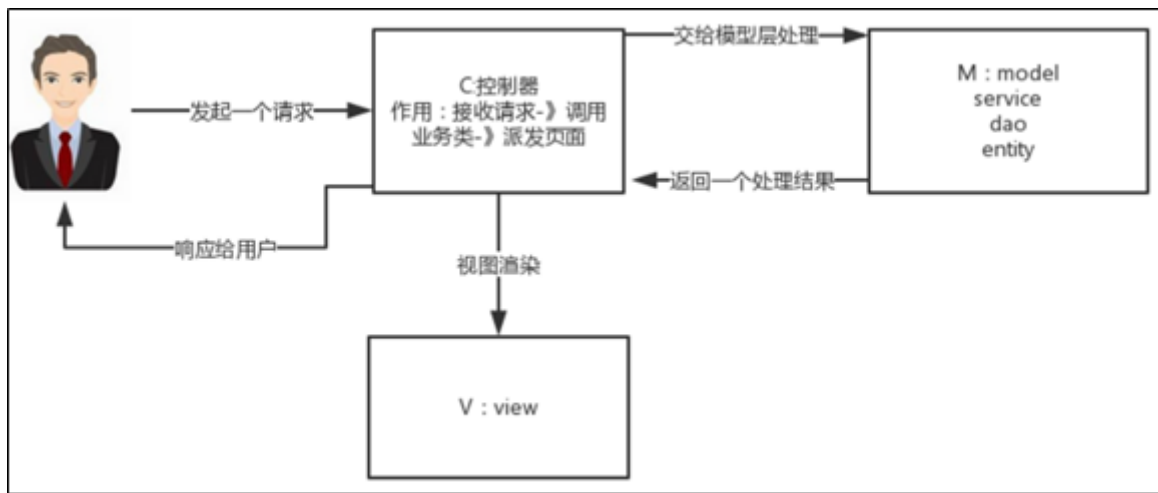 C:控制器
作用：接收请求-》调用
业务类-》派发页面
交给模型层处理
M：model
service
dao
entity
发起一个请求
返回一个处理结果
响应给用户
视图渲染
V：view